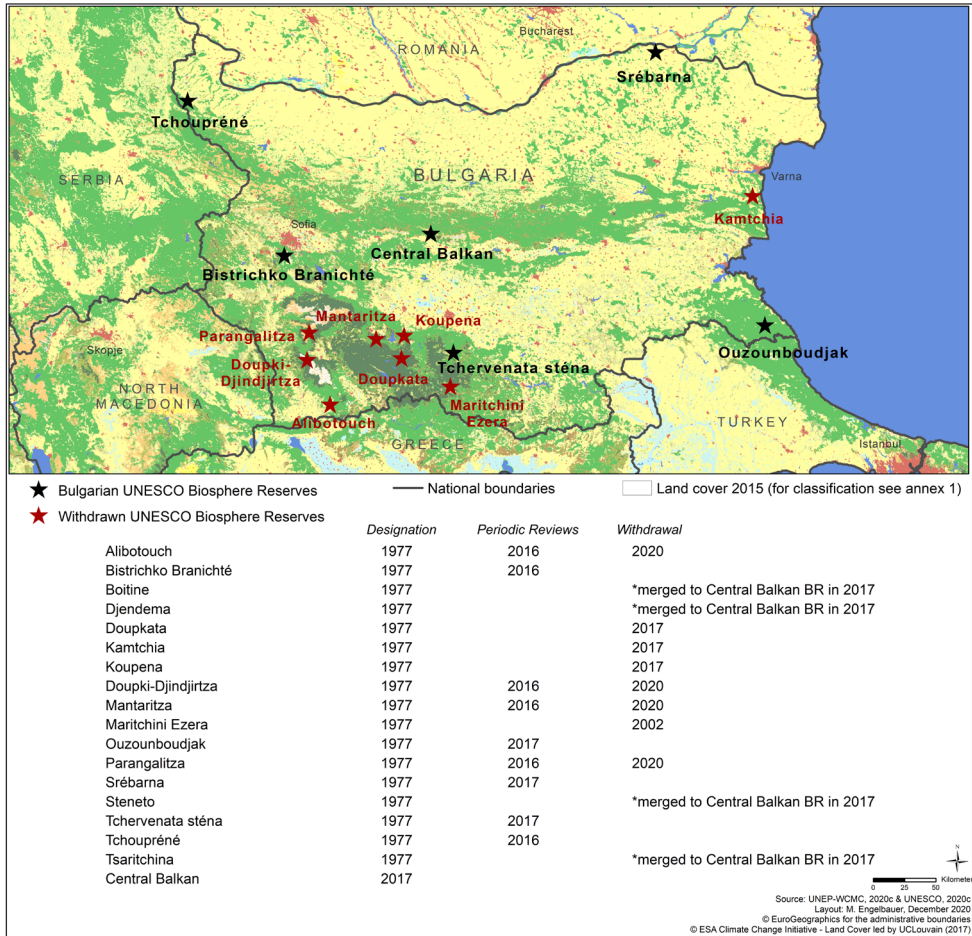 ROMANIA
Bucharest
Srébarna
Tchoupréné
SERBIA
BULGARIA
Varna
Kamtchia
Sofia
Central Balkan
Bistrichko Branichté
Mantaritza
Koupena
Parangalitza
Skopje
Doupki-
Djindjirtza
Doupkata
Tchervenata sténa
Ouzounboudjak
NORTH
MACEDONIA
Maritchini
Ezera
Alibotouch
GREECE
TURKEY
Istanbul
Bulgarian UNESCO Biosphere Reserves
National boundaries
Land cover 2015 (for classification see annex 1)
Withdrawn UNESCO Biosphere Reserves
Designation Periodic Reviews Withdrawal
Alibotouch 1977 2016 2020
Bistrichko Branichté 1977 2016
Boitine 1977 *merged to Central Balkan BR in 2017
Djendema 1977 *merged to Central Balkan BR in 2017
Doupkata 1977 2017
Kamtchia 1977 2017
Koupena 1977 2017
Doupki-Djindjirtza 1977 2016 2020
Mantaritza 1977 2016 2020
Maritchini Ezera 1977 2002
Ouzounboudjak 1977 2017
Parangalitza 1977 2016 2020
Srébarna 1977 2017
Steneto 1977 *merged to Central Balkan BR in 2017
Tchervenata sténa 1977 2017
Tchoupréné 1977 2016
Tsaritchina 1977 *merged to Central Balkan BR in 2017
Central Balkan 2017
N
Kilometer
0 25 50
Source: UNEP-WCMC, 2020c & UNESCO, 2020c
Layout: M. Engelbauer, December 2020
© EuroGeographics for the administrative boundaries
© ESA Climate Change Initiative - Land Cover led by UCLouvain (2017)